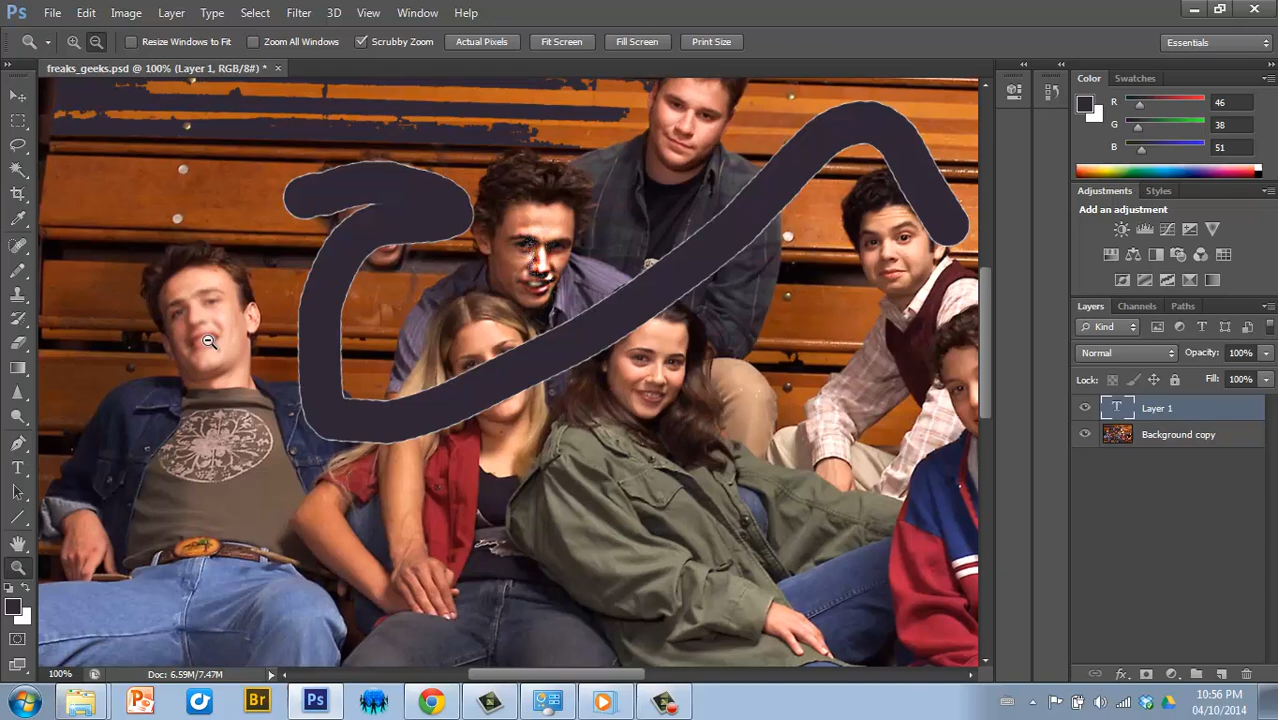 Ps File Edit Image Layer Type Select Filter 3D View Window Help
Resize Windows to Fit Zoom All Windows Scrubby Zoom Actual Pixels Fit Screen Fill Screen Print Size Essentials
freaks_geeks.psd @ 100% (Layer 1, RGB/8#) *
Color Swatches
R 46
G 38
B 51
Adjustments Styles
Add an adjustment
Layers Channels Paths
Kind
Normal Opacity: 100%
Lock: Fill: 100%
T Layer 1
Background copy
100% Doc: 6.59M/7.47M
Br Ps
10:56 PM
04/10/2014